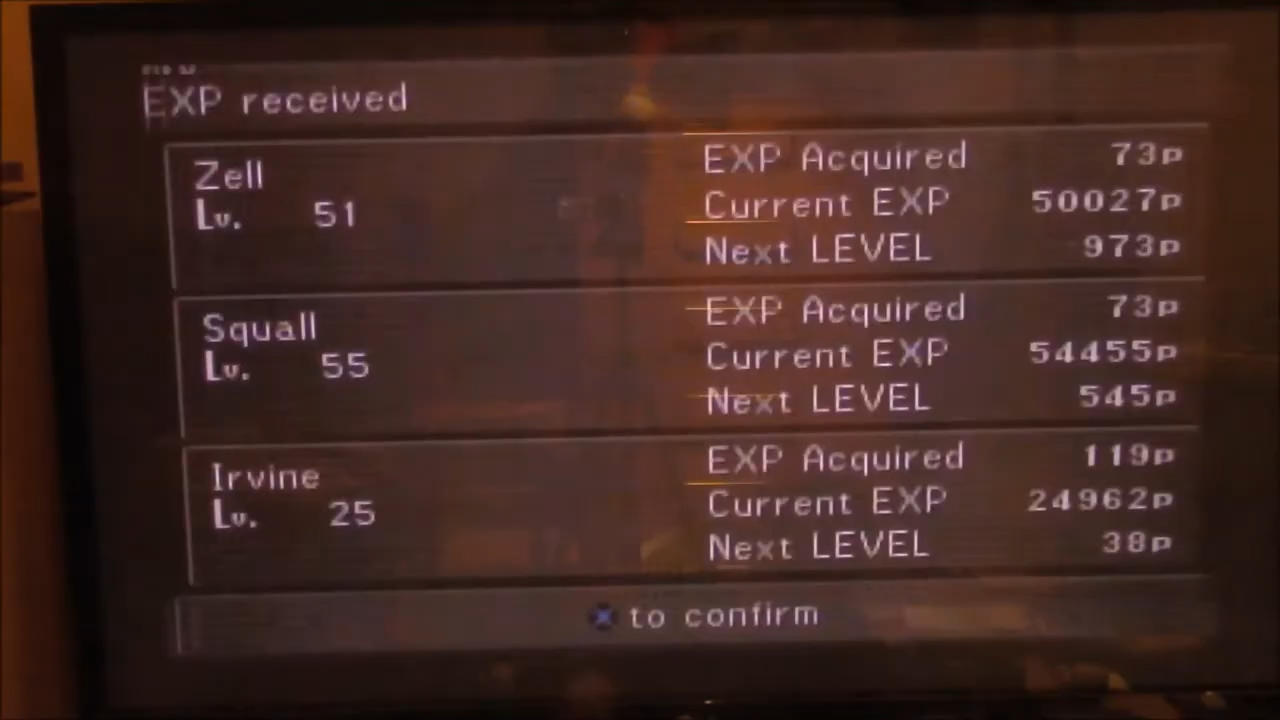 EXP received
Zell
Lv. 51
EXP Acquired 73p
Current EXP 50027p
Next LEVEL 973p
Squall
Lv. 55
EXP Acquired 73p
Current EXP 54455p
Next LEVEL 545p
Irvine
Lv. 25
EXP Acquired 119p
Current EXP 24962p
Next LEVEL 38p
to confirm